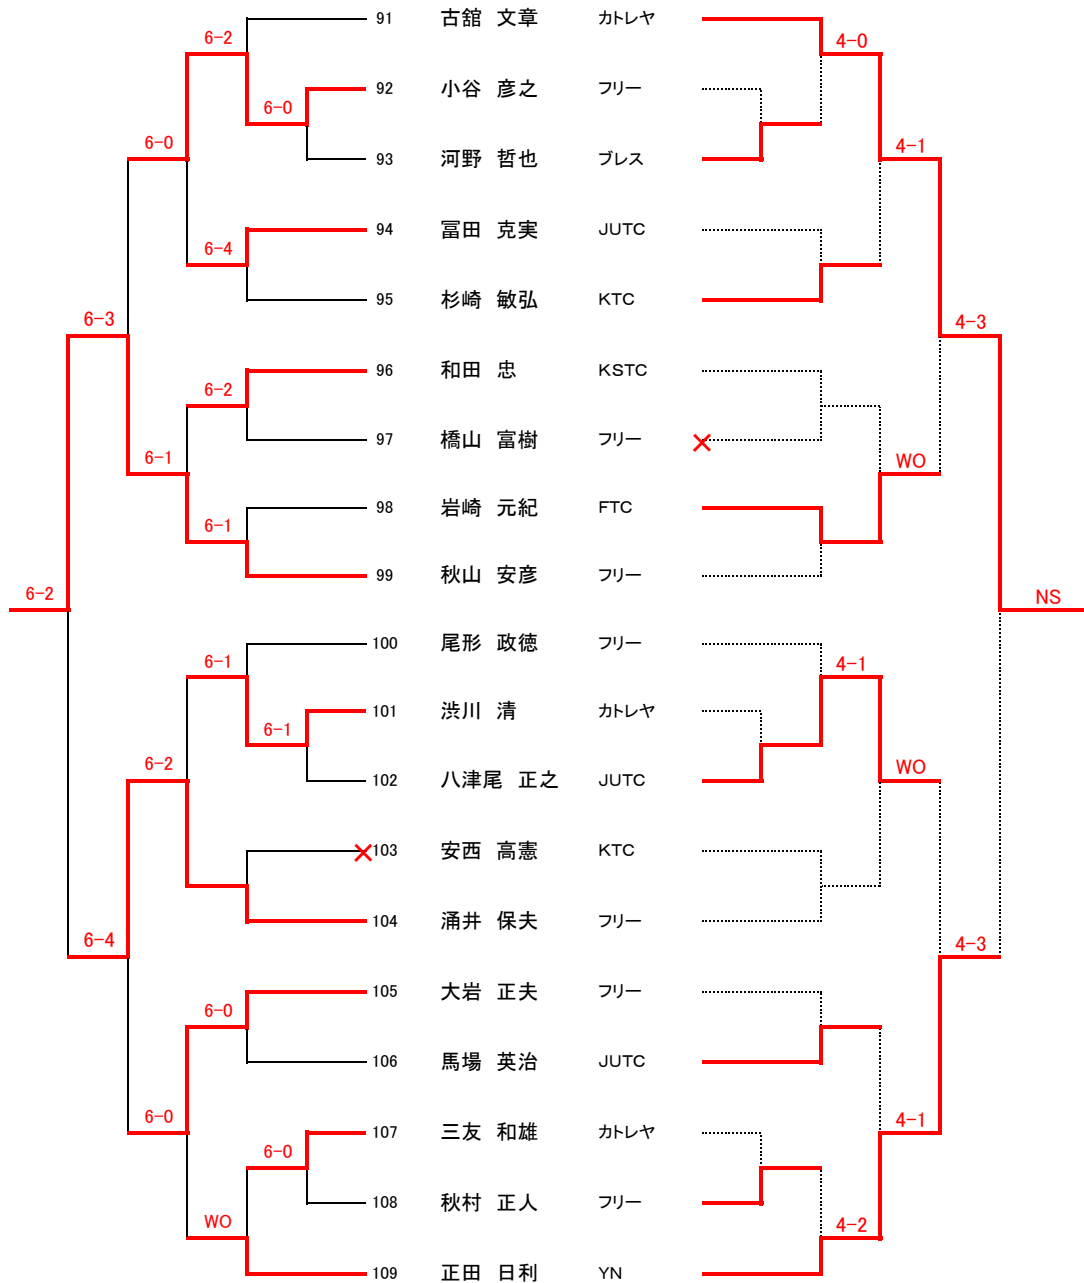 91 古舘 文章 カトレヤ
6-2 4-0
92 小谷 彦之 フリー
6-0
6-0 4-1
93 河野 哲也 ブレス
94 冨田 克実 JUTC
6-4
95 杉崎 敏弘 KTC
6-3 4-3
96 和田 忠 KSTC
6-2
97 橋山 富樹 フリー
6-1 WO
98 岩崎 元紀 FTC
6-1
99 秋山 安彦 フリー
6-2 NS
100 尾形 政徳 フリー
6-1 4-1
101 渋川 清 カトレヤ
6-1
6-2 WO
102 八津尾 正之 JUTC
103 安西 高憲 KTC
104 涌井 保夫 フリー
6-4 4-3
105 大岩 正夫 フリー
6-0
106 馬場 英治 JUTC
6-0 4-1
107 三友 和雄 カトレヤ
6-0
108 秋村 正人 フリー
WO 4-2
109 正田 日利 YN